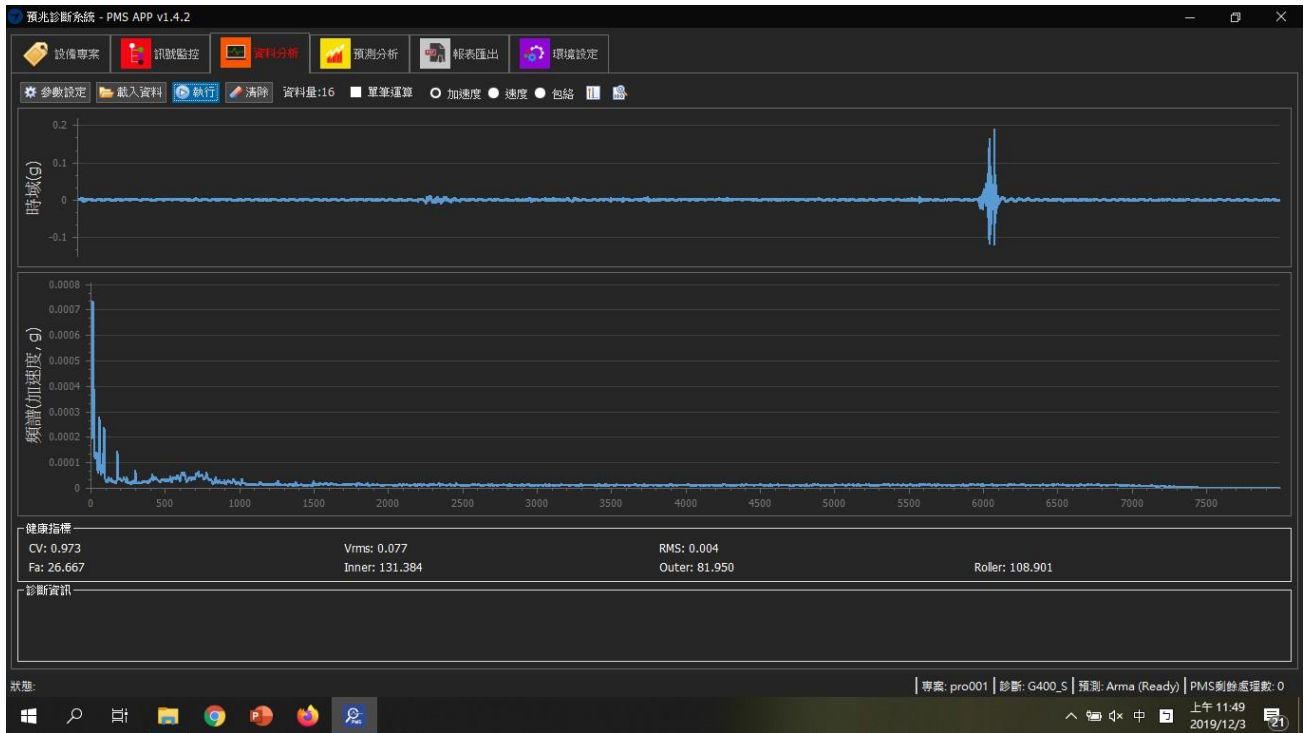 預兆診斷系統 - PMS APP v1.4.2
設備專案 訊號監控 資料分析 預測分析 報表匯出 環境設定
參數設定 載入資料 執行 清除 資料量:16 單筆運算 加速度 速度 包絡
時域(g)
0.2
0.1
0
-0.1
頻譜(加速度, g)
0.0008
0.0007
0.0006
0.0005
0.0004
0.0003
0.0002
0.0001
0
0 500 1000 1500 2000 2500 3000 3500 4000 4500 5000 5500 6000 6500 7000 7500
健康指標
CV: 0.973 Vrms: 0.077 RMS: 0.004
Fa: 26.667 Inner: 131.384 Outer: 81.950 Roller: 108.901
診斷資訊
狀態: 專案: pro001 診斷: G400_S 預測: Arma (Ready) PMS剩餘處理數: 0
中 上午 11:49
2019/12/3 21